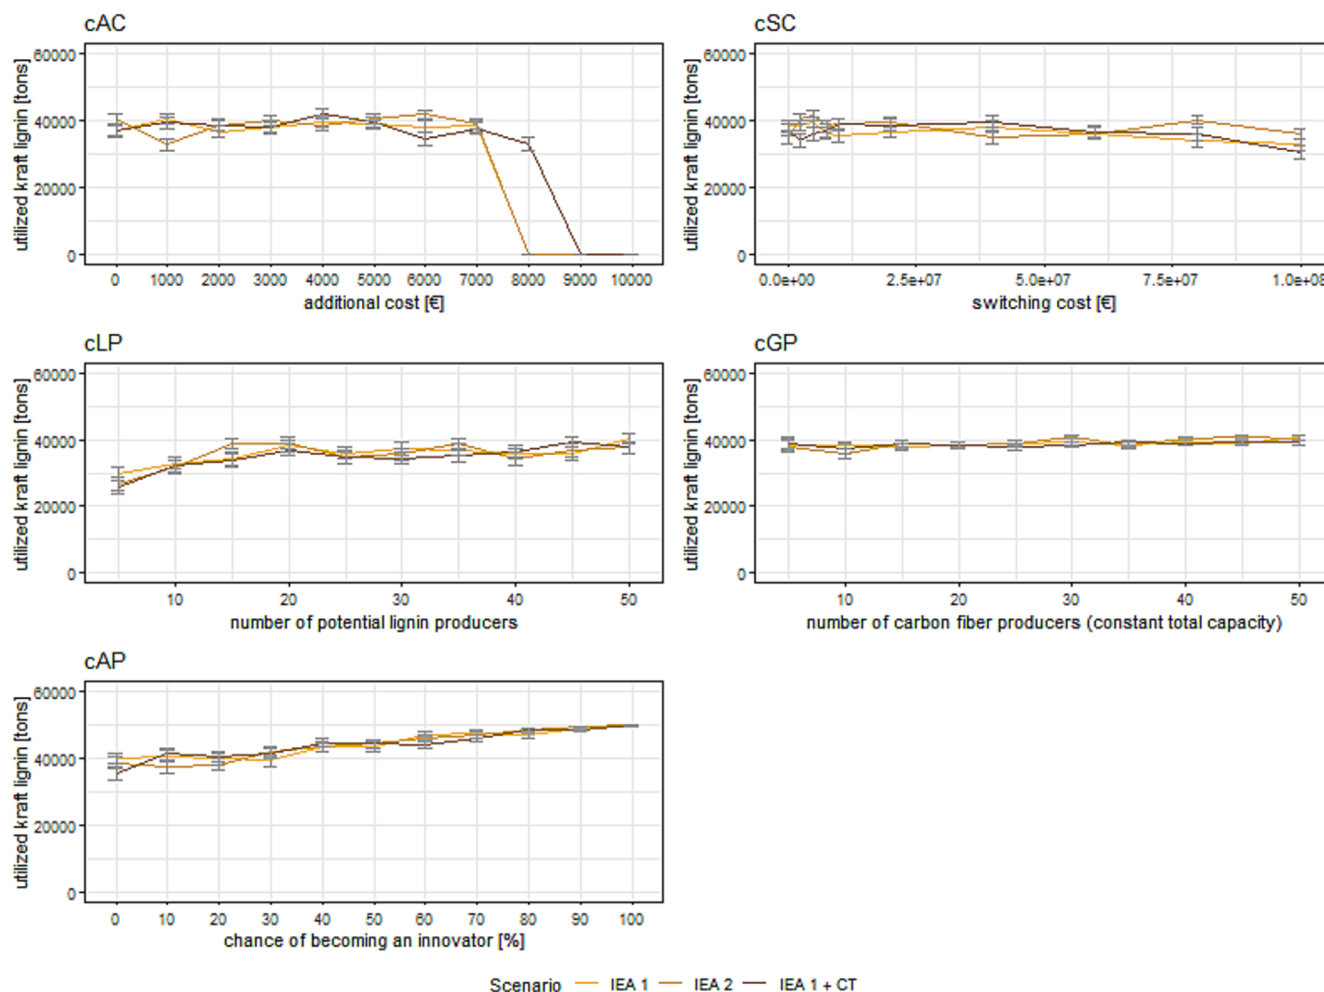 cAC
utilized kraft lignin [tons]
60000
40000
20000
0
0 1000 2000 3000 4000 5000 6000 7000 8000 9000 10000
additional cost [€]
cSC
utilized kraft lignin [tons]
60000
40000
20000
0
0.0e+00 2.5e+07 5.0e+07 7.5e+07 1.0e+08
switching cost [€]
cLP
utilized kraft lignin [tons]
60000
40000
20000
0
10 20 30 40 50
number of potential lignin producers
cGP
utilized kraft lignin [tons]
60000
40000
20000
0
10 20 30 40 50
number of carbon fiber producers (constant total capacity)
cAP
utilized kraft lignin [tons]
60000
40000
20000
0
0 10 20 30 40 50 60 70 80 90 100
chance of becoming an innovator [%]
Scenario IEA 1 IEA 2 IEA 1 + CT